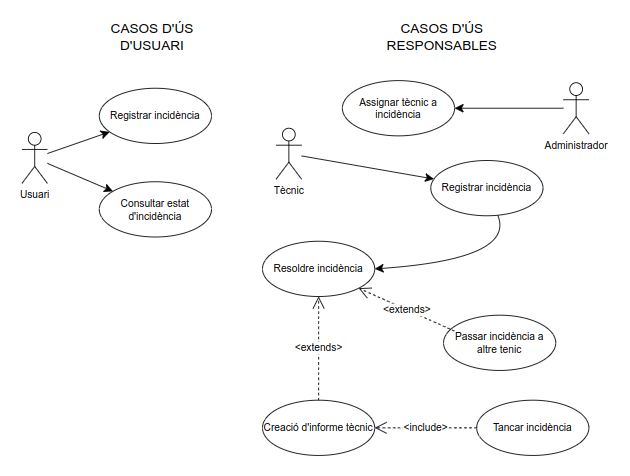 CASOS D'ÚS
D'USUARI
CASOS D'ÚS
RESPONSABLES
Registrar incidència
Usuari
Consultar estat
d'incidència
Assignar tècnic a
incidència
Administrador
Tècnic
Registrar incidència
Resoldre incidència
<extends>
Passar incidència a
altre tenic
<extends>
Creació d'informe tècnic
<include>
Tancar incidència